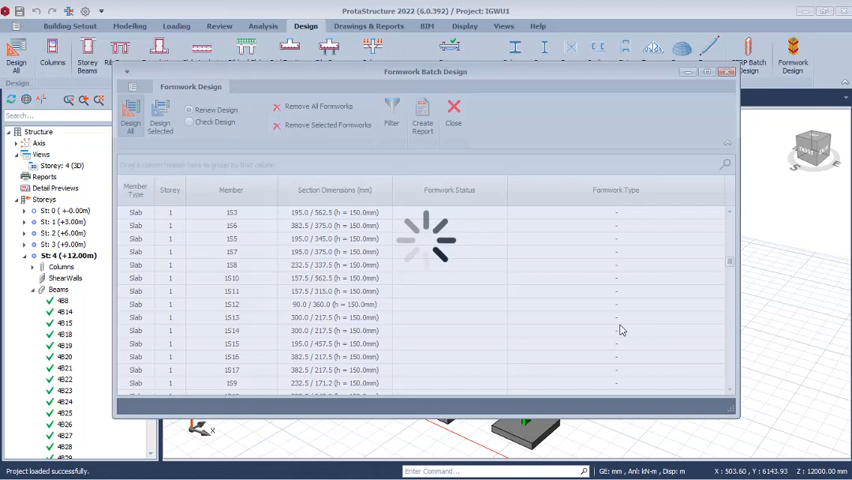 ProtaStructure 2022 (6.0.392) / Project: IGWU1
Building Setout Modelling Loading Review Analysis Design Drawings & Reports BIM Display Views Help
Design All Columns Storey Beams Batch Design Formwork Design
Design
Search...
Structure
Axis
Views
Storey: 4 (3D)
Reports
Detail Previews
Storeys
St: 0 ( +-0.00m)
St: 1 (+3.00m)
St: 2 (+6.00m)
St: 3 (+9.00m)
St: 4 (+12.00m)
Columns
ShearWalls
Beams
4B8
4B14
4B15
4B18
4B19
4B20
4B21
4B22
4B23
4B24
4B25
4B26
4B27
4B28
4B29
Formwork Batch Design
Formwork Design
Design All
Design Selected
Renew Design
Check Design
Remove All Formworks
Remove Selected Formworks
Filter
Create Report
Close
Drag a column header here to group by that column
Member Type Storey Member Section Dimensions (mm) Formwork Status Formwork Type
Slab 1 1S3 195.0 / 562.5 (h = 150.0mm) -
Slab 1 1S6 382.5 / 375.0 (h = 150.0mm) -
Slab 1 1S5 195.0 / 345.0 (h = 150.0mm) -
Slab 1 1S7 195.0 / 375.0 (h = 150.0mm) -
Slab 1 1S8 232.5 / 337.5 (h = 150.0mm) -
Slab 1 1S10 157.5 / 562.5 (h = 150.0mm) -
Slab 1 1S11 157.5 / 315.0 (h = 150.0mm) -
Slab 1 1S12 90.0 / 360.0 (h = 150.0mm) -
Slab 1 1S13 300.0 / 217.5 (h = 150.0mm) -
Slab 1 1S14 300.0 / 217.5 (h = 150.0mm) -
Slab 1 1S15 195.0 / 457.5 (h = 150.0mm) -
Slab 1 1S16 382.5 / 217.5 (h = 150.0mm) -
Slab 1 1S17 382.5 / 217.5 (h = 150.0mm) -
Slab 1 1S9 232.5 / 171.2 (h = 150.0mm) -
X
S
E
Project loaded successfully.
Enter Command...
GE: mm, Anl: kN-m , Disp: m
X : 503.60 Y : 6143.93 Z : 12000.00 mm